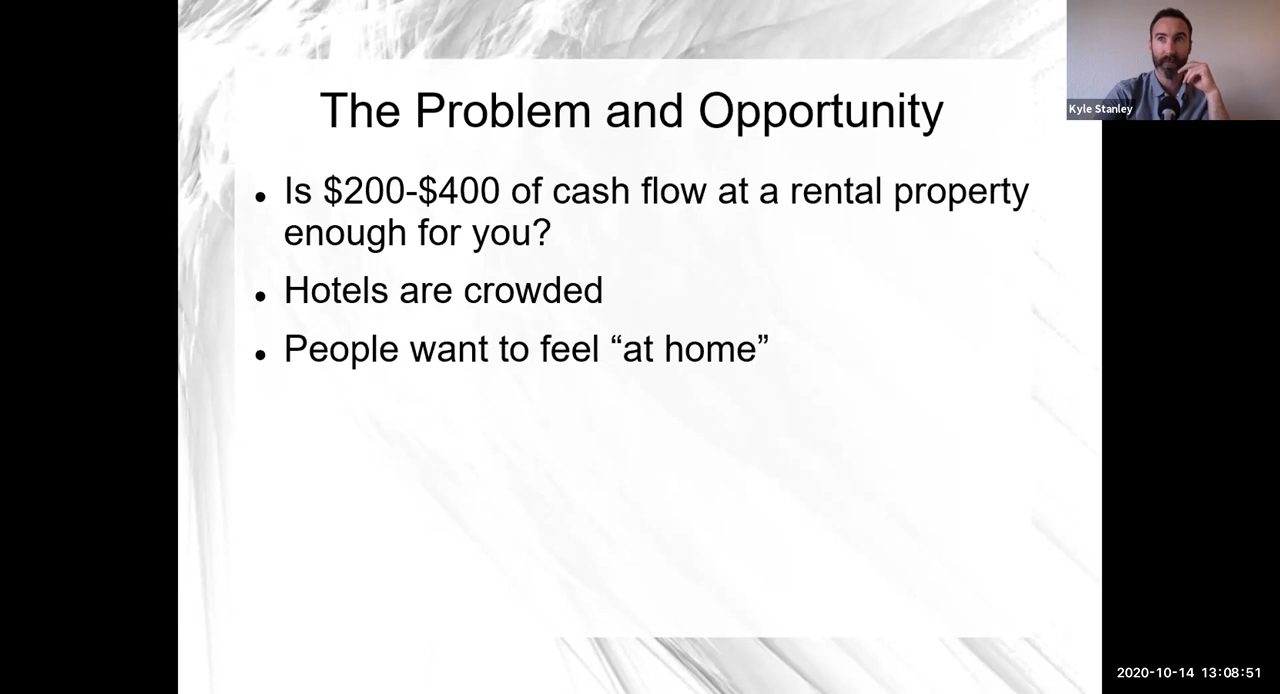 The Problem and Opportunity
Kyle Stanley
• Is $200-$400 of cash flow at a rental property
enough for you?
• Hotels are crowded
• People want to feel “at home”
2020-10-14 13:08:51